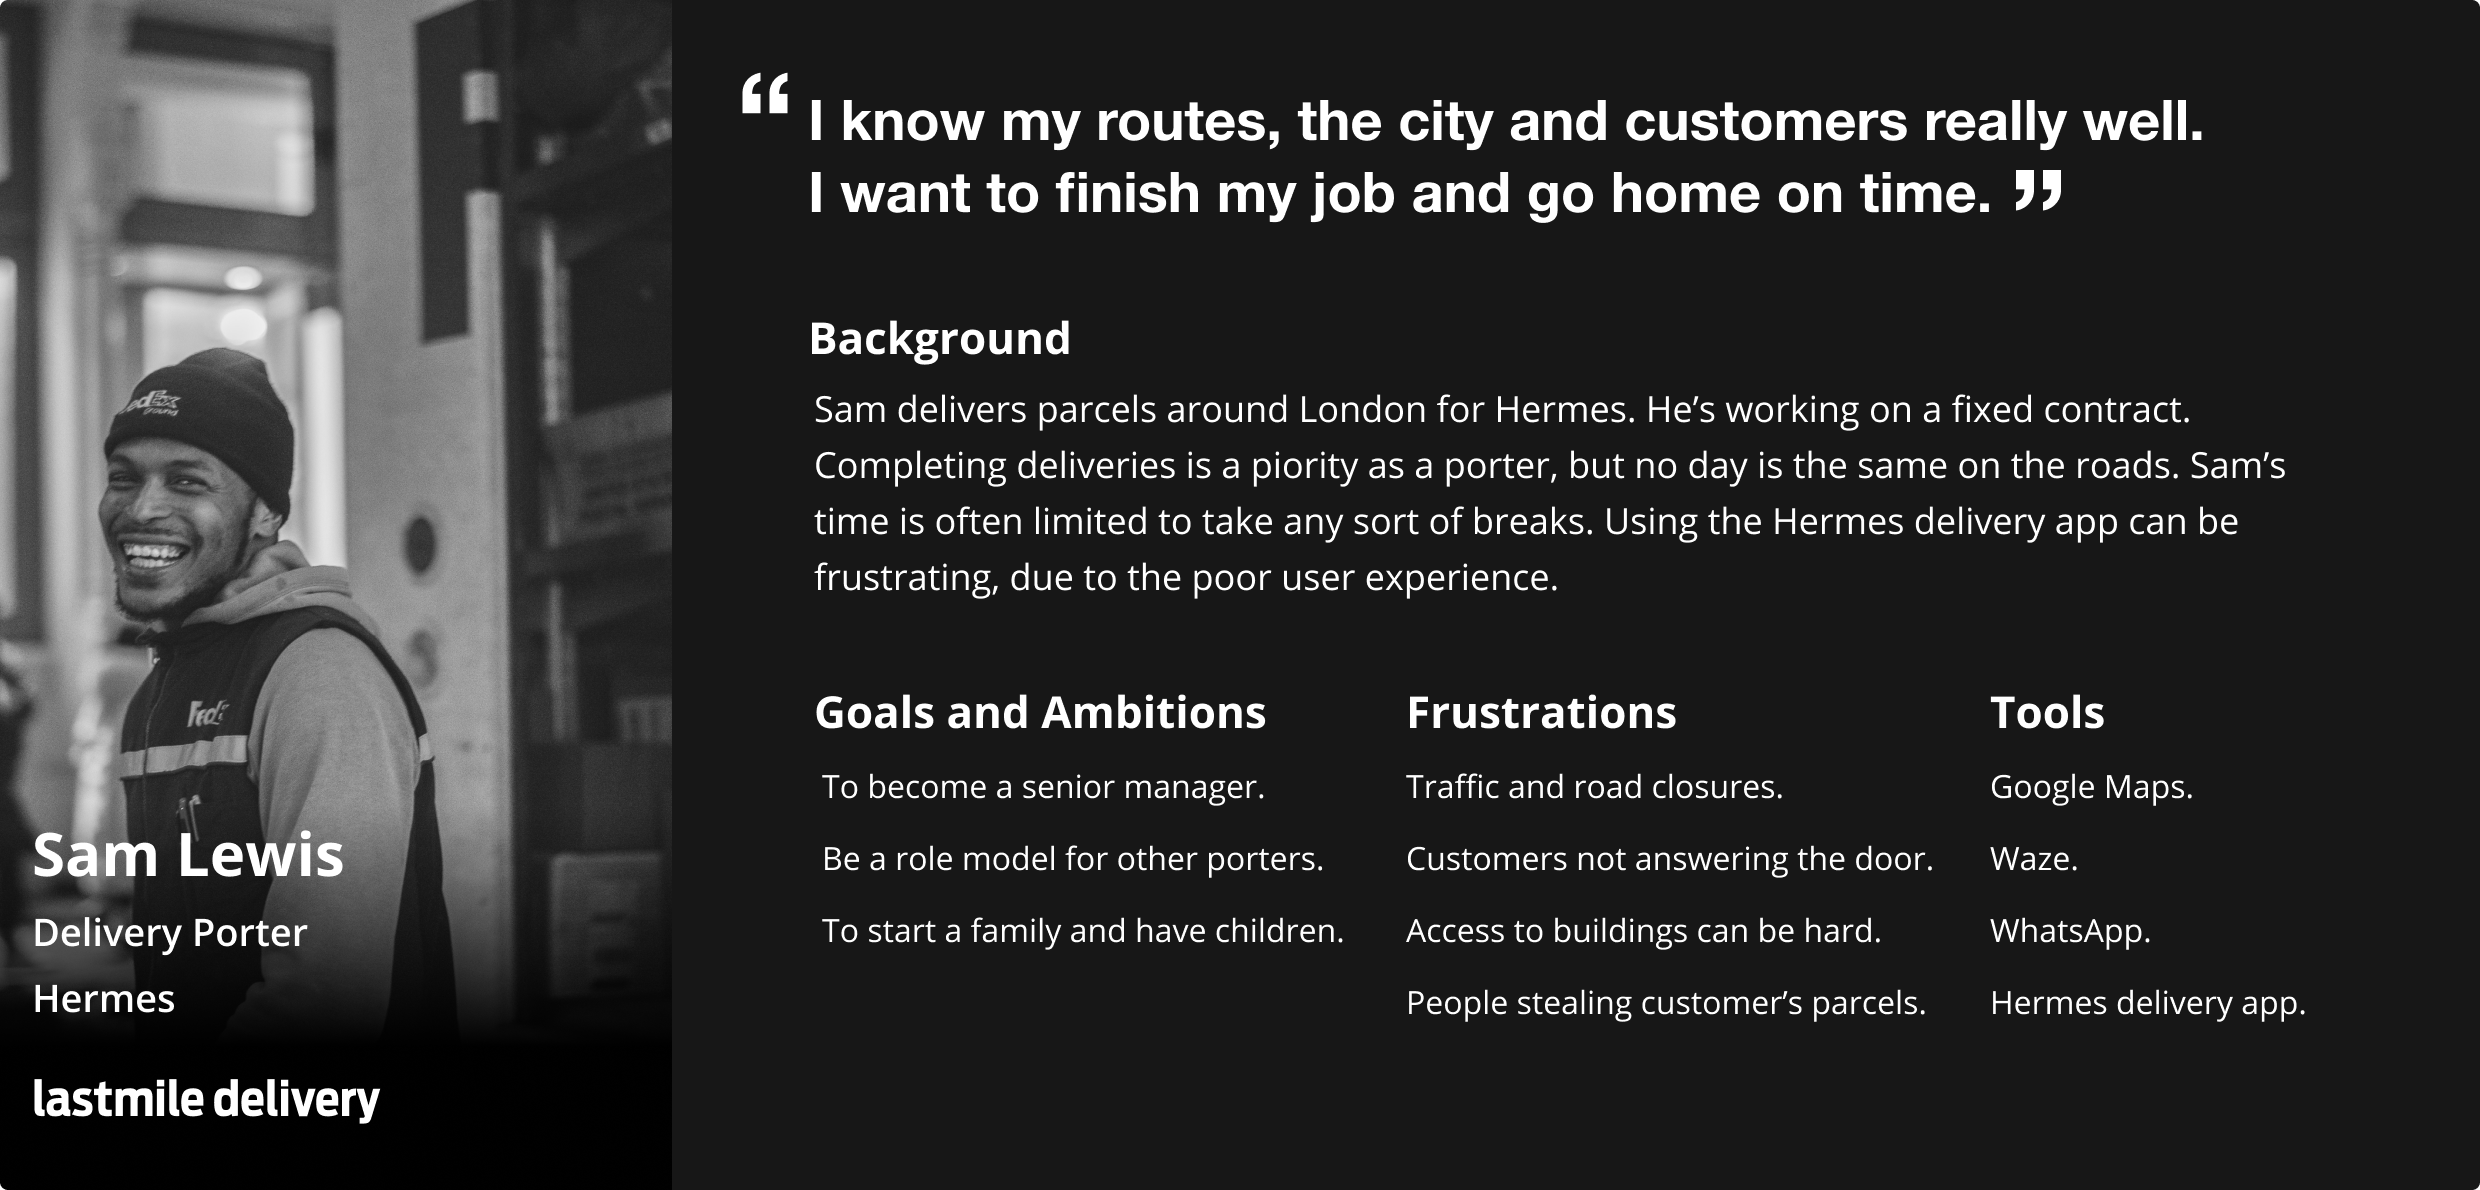 “ I know my routes, the city and customers really well.
I want to finish my job and go home on time. ”
Background
Sam delivers parcels around London for Hermes. He’s working on a fixed contract.
Completing deliveries is a piority as a porter, but no day is the same on the roads. Sam’s
time is often limited to take any sort of breaks. Using the Hermes delivery app can be
frustrating, due to the poor user experience.
Goals and Ambitions
To become a senior manager.
Be a role model for other porters.
To start a family and have children.
Frustrations
Traffic and road closures.
Customers not answering the door.
Access to buildings can be hard.
People stealing customer’s parcels.
Tools
Google Maps.
Waze.
WhatsApp.
Hermes delivery app.
edEx
Ground
FedE
Sam Lewis
Delivery Porter
Hermes
lastmile delivery